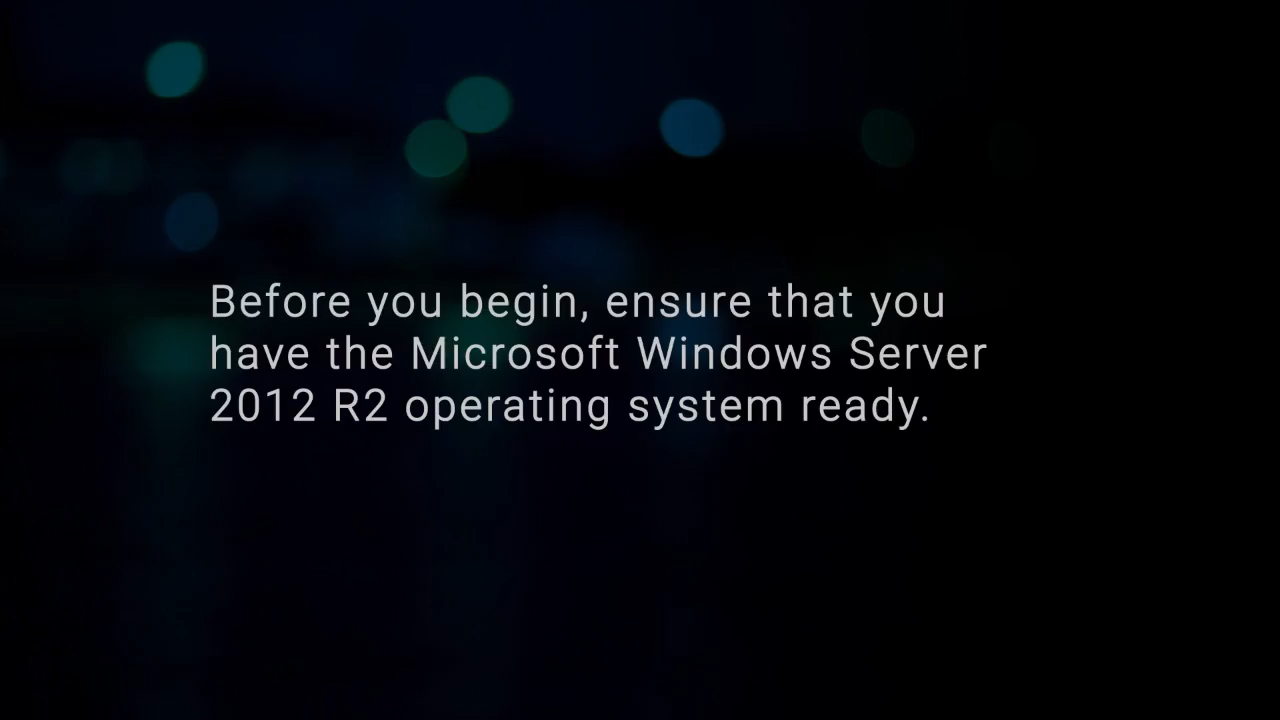 Before you begin, ensure that you
have the Microsoft Windows Server
2012 R2 operating system ready.